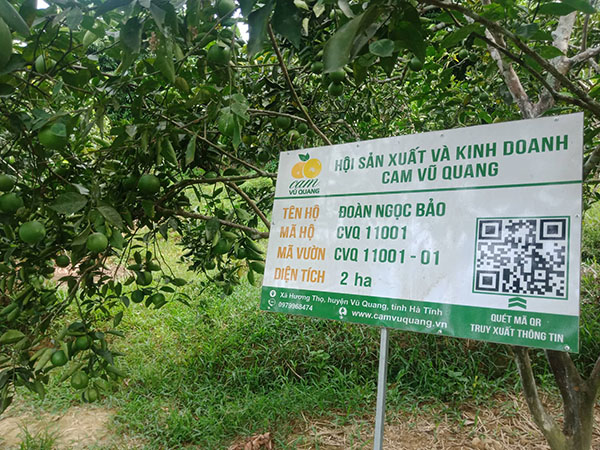 HỘI SẢN XUẤT VÀ KINH DOANH
CAM VŨ QUANG
cam
VŨ QUANG
TÊN HỘ ĐOÀN NGỌC BẢO
MÃ HỘ CVQ 11001
MÃ VƯỜN CVQ 11001 - 01
DIỆN TÍCH 2 ha
Xã Hương Thọ, huyện Vũ Quang, tỉnh Hà Tĩnh
0979968474
www.camvuquang.vn
QUÉT MÃ QR
TRUY XUẤT THÔNG TIN